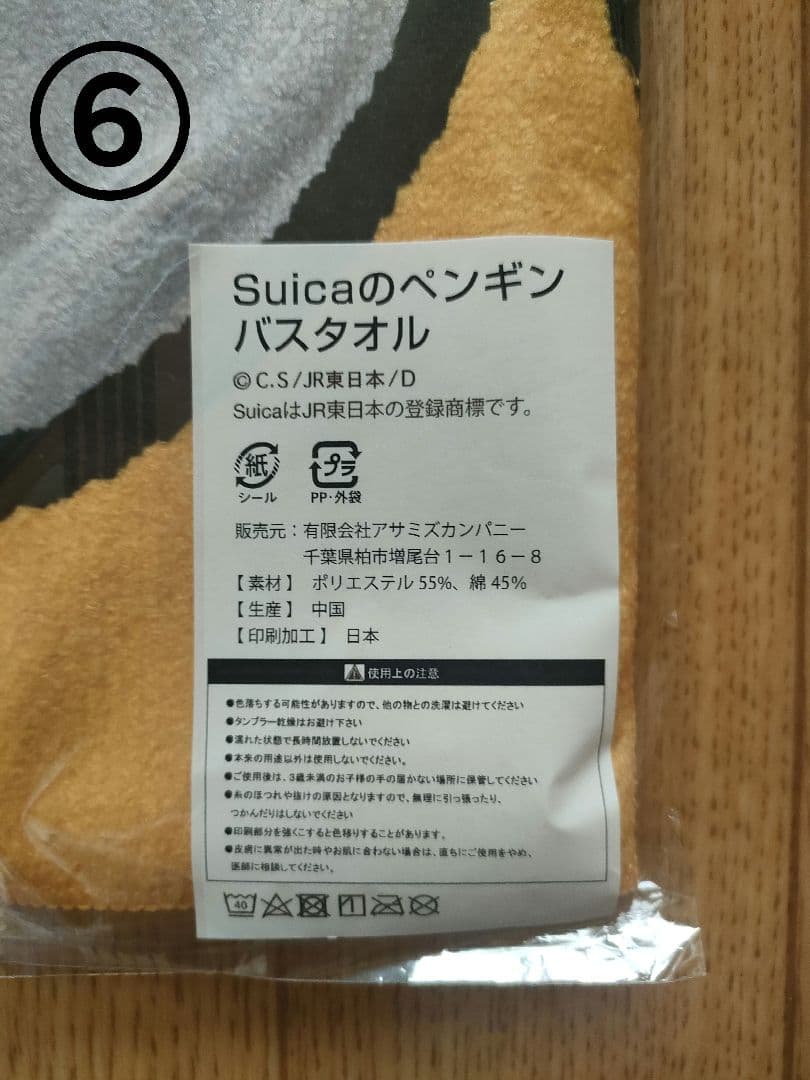 ⑥
Suicaのペンギン
バスタオル
©C.S/JR東日本/D
SuicaはJR東日本の登録商標です。
紙 プラ
シール PP・外袋
販売元：有限会社アサミズカンパニー
千葉県柏市増尾台１－１６－８
【素材】 ポリエステル 55%、綿 45%
【生産】 中国
【印刷加工】 日本
使用上の注意
●色落ちする可能性がありますので、他の物との洗濯は避けてください
●タンブラー乾燥はお避け下さい
●濡れた状態で長時間放置しないでください
●本来の用途以外は使用しないでください。
●ご使用後は、3歳未満のお子様の手の届かない場所に保管してください
●糸のほつれや抜けの原因となりますので、無理に引っ張ったり、
つかんだりはしないでください
●印刷部分を強くこすると色移りすることがあります。
●皮膚に異常が出た時やお肌に合わない場合は、直ちにご使用をやめ、
医師に相談してください。
40